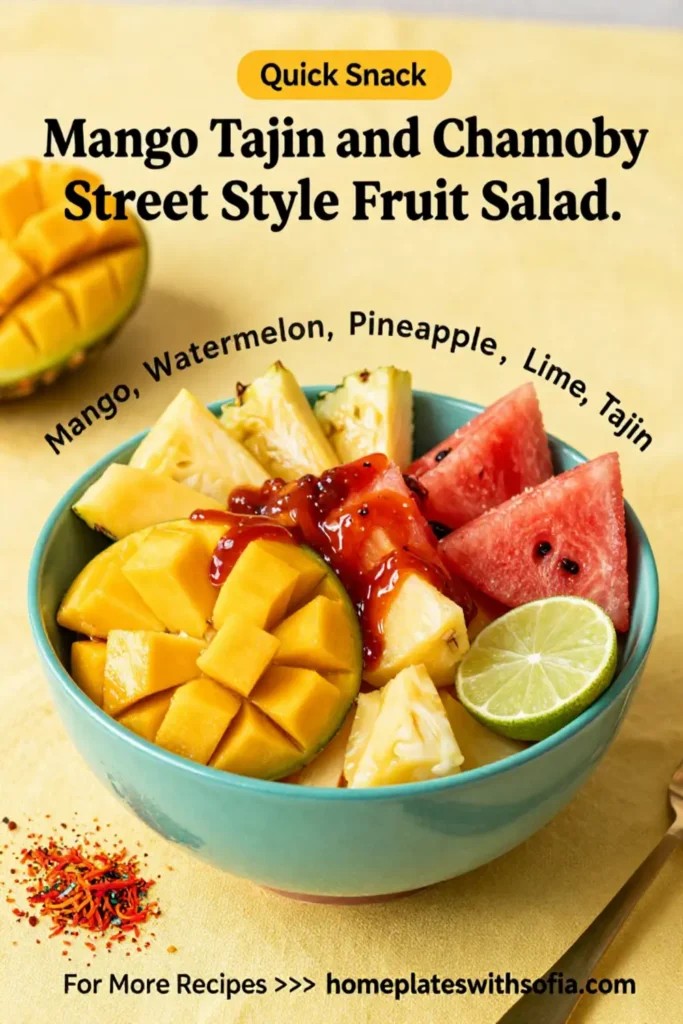 Quick Snack
Mango Tajin and Chamoby
Street Style Fruit Salad.
Mango, Watermelon, Pineapple, Lime, Tajin
For More Recipes >>> homeplateswithsofia.com